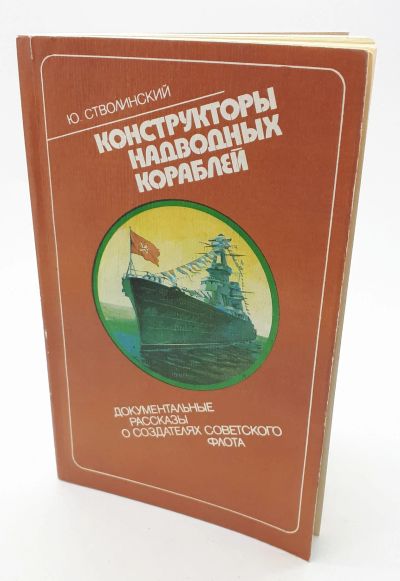 Ю. СТВОЛИНСКИЙ
КОНСТРУКТОРЫ
НАДВОДНЫХ
КОРАБЛЕЙ
ДОКУМЕНТАЛЬНЫЕ
РАССКАЗЫ
О СОЗДАТЕЛЯХ СОВЕТСКОГО
ФЛОТА